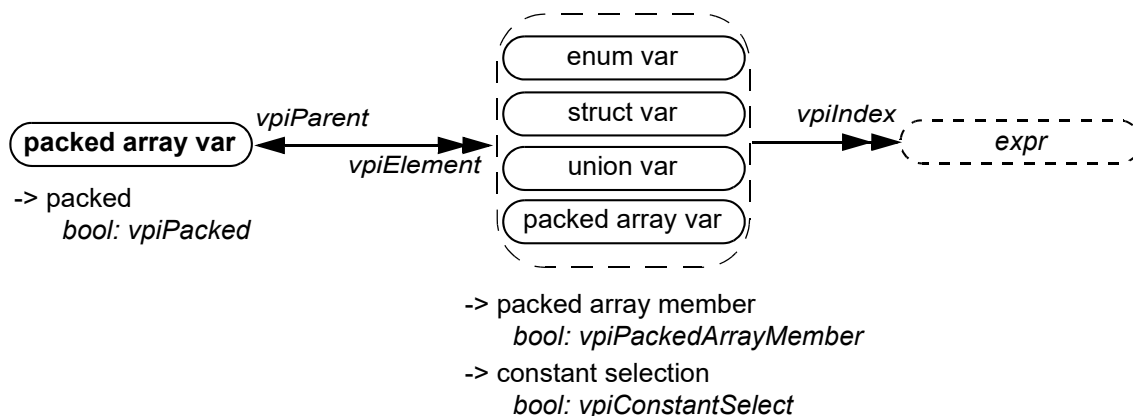 enum var
struct var
union var
packed array var
packed array var
vpiParent
vpiElement
vpiIndex
expr
-> packed
bool: vpiPacked
-> packed array member
bool: vpiPackedArrayMember
-> constant selection
bool: vpiConstantSelect